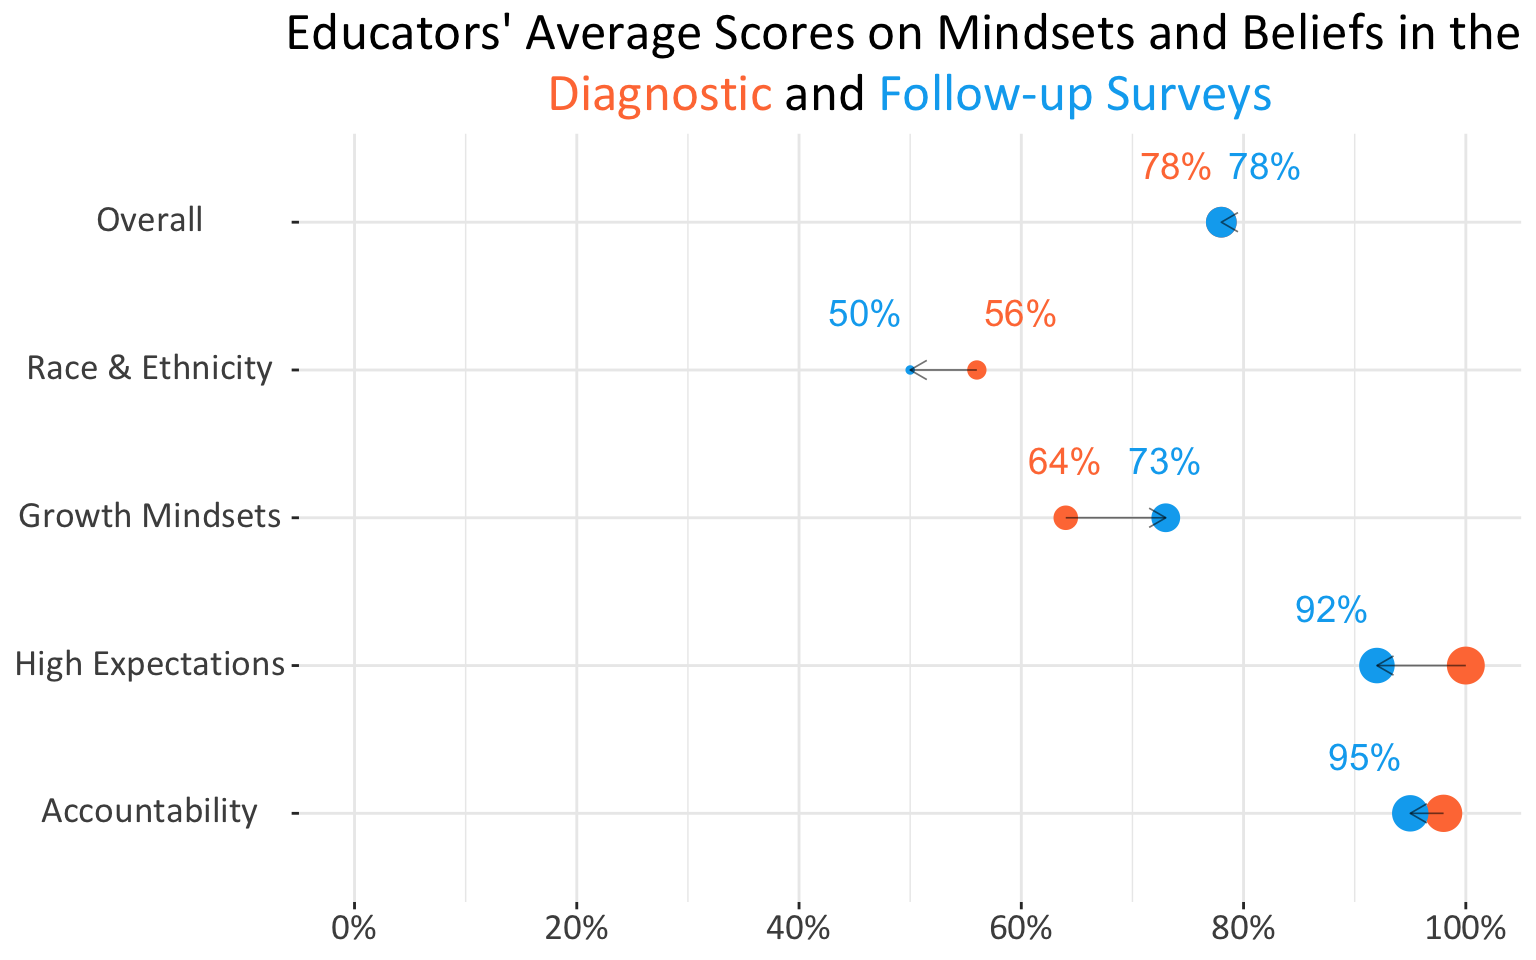 Educators' Average Scores on Mindsets and Beliefs in the
Diagnostic and Follow-up Surveys
78% 78%
Overall
50% 56%
Race & Ethnicity
64% 73%
Growth Mindsets
92%
High Expectations
95%
Accountability
0% 20% 40% 60% 80% 100%